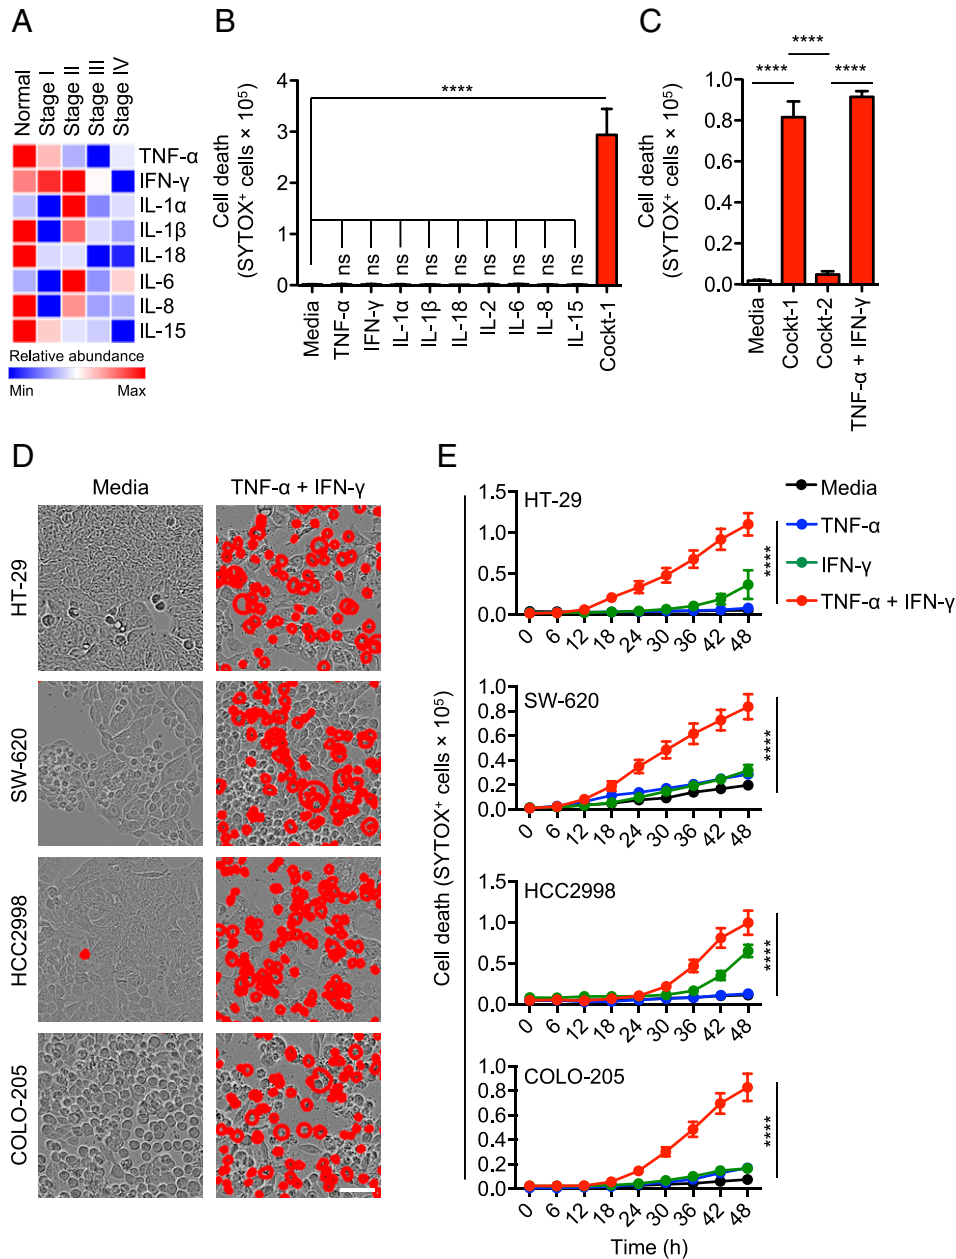 A
Normal
Stage I
Stage II
Stage III
Stage IV
TNF-α
IFN-γ
IL-1α
IL-1β
IL-18
IL-6
IL-8
IL-15
Relative abundance
Min Max
B
Cell death
(SYTOX⁺ cells × 10⁵)
4
3
2
1
0
****
ns ns ns ns ns ns ns ns ns
Media
TNF-α
IFN-γ
IL-1α
IL-1β
IL-18
IL-2
IL-6
IL-8
IL-15
Cockt-1
C
Cell death
(SYTOX⁺ cells × 10⁵)
1.0
0.8
0.6
0.4
0.2
0.0
****
**** ****
Media
Cockt-1
Cockt-2
TNF-α + IFN-γ
D
Media TNF-α + IFN-γ
HT-29
SW-620
HCC2998
COLO-205
E
Cell death (SYTOX⁺ cells × 10⁵)
Media
TNF-α
IFN-γ
TNF-α + IFN-γ
HT-29
1.5
1.0
0.5
0.0
0 6 12 18 24 30 36 42 48
****
SW-620
1.0
0.8
0.6
0.4
0.2
0.0
0 6 12 18 24 30 36 42 48
****
HCC2998
1.5
1.0
0.5
0.0
0 6 12 18 24 30 36 42 48
****
COLO-205
1.0
0.8
0.6
0.4
0.2
0.0
0 6 12 18 24 30 36 42 48
****
Time (h)